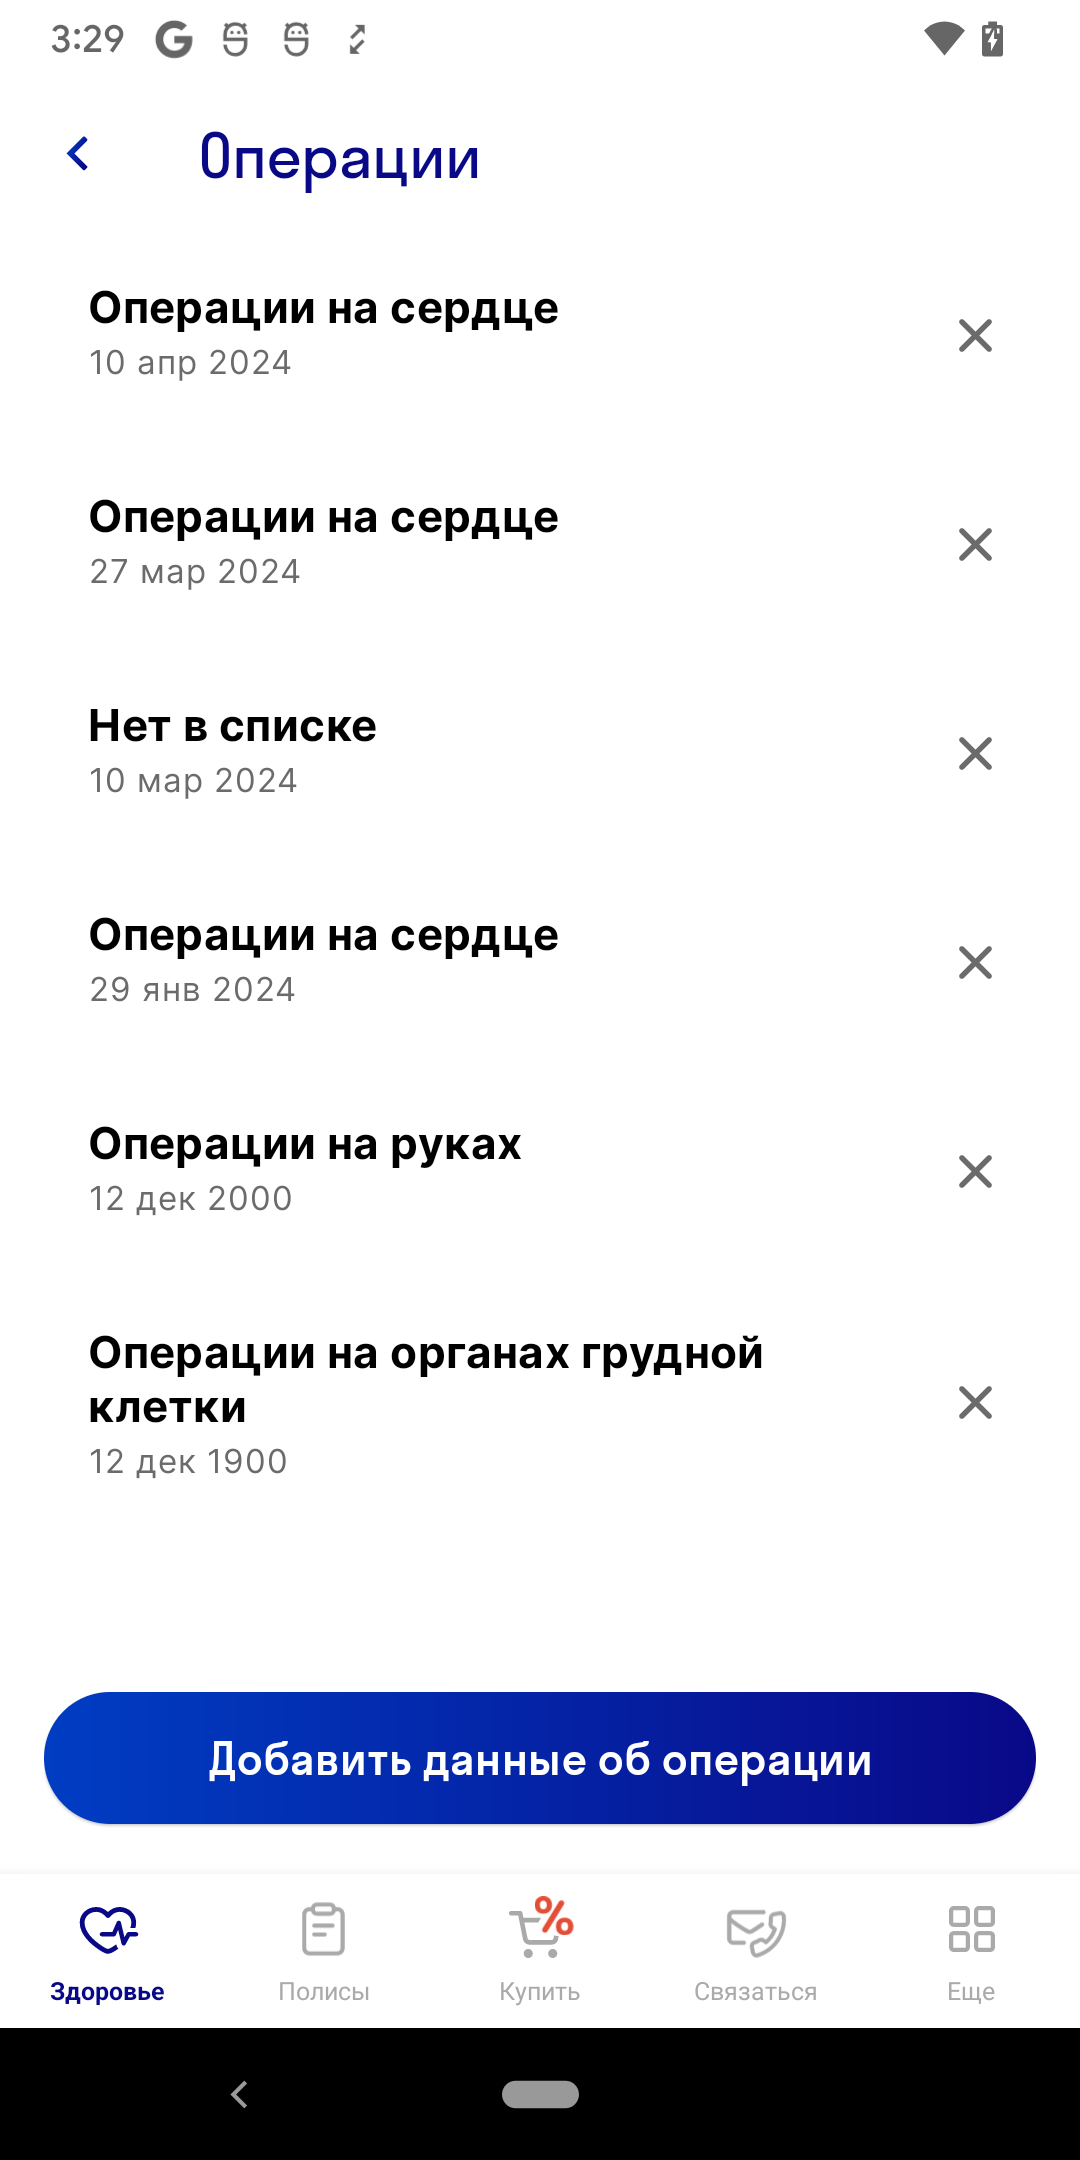 3:29
Операции
Операции на сердце
10 апр 2024
Операции на сердце
27 мар 2024
Нет в списке
10 мар 2024
Операции на сердце
29 янв 2024
Операции на руках
12 дек 2000
Операции на органах грудной
клетки
12 дек 1900
Добавить данные об операции
%
Здоровье Полисы Купить Связаться Еще